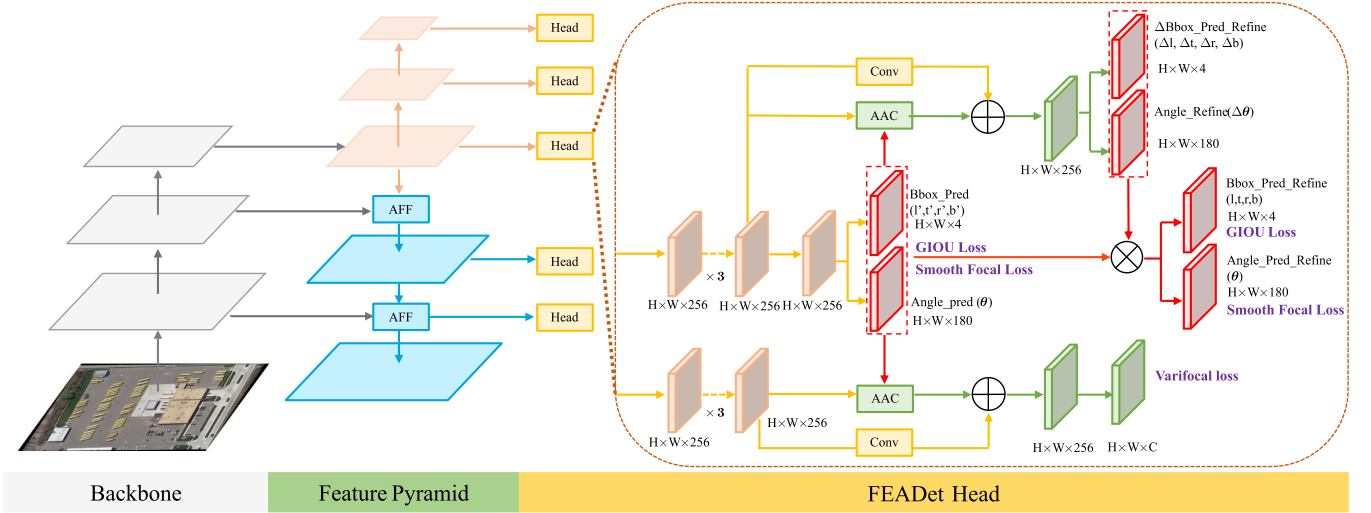 Head
Head
Head
AFF
Head
AFF
Head
Conv
AAC
ΔBbox_Pred_Refine
(Δl, Δt, Δr, Δb)
H×W×4
Angle_Refine(Δθ)
H×W×180
H×W×256
Bbox_Pred
(l’,t’,r’,b’)
H×W×4
GIOU Loss
Smooth Focal Loss
Angle_pred (θ)
H×W×180
×3
H×W×256
H×W×256
H×W×256
Bbox_Pred_Refine
(l,t,r,b)
H×W×4
GIOU Loss
Angle_Pred_Refine
(θ)
H×W×180
Smooth Focal Loss
AAC
Conv
×3
H×W×256
H×W×256
H×W×256
H×W×C
Varifocal loss
Backbone
Feature Pyramid
FEADet Head